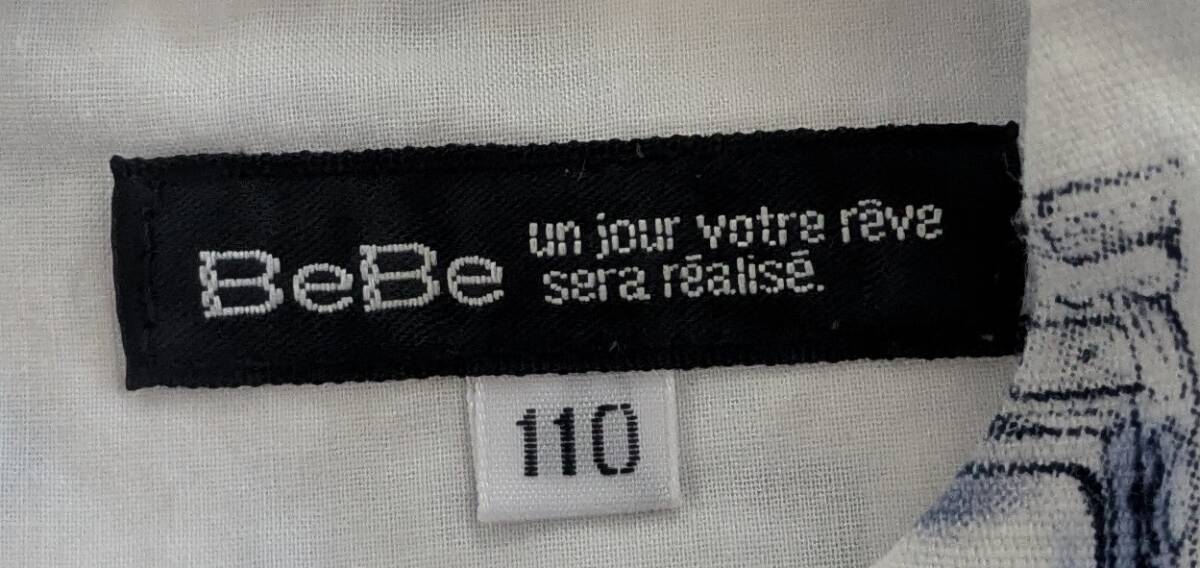 BeBe
un jour votre rêve
sera réalisé.
110